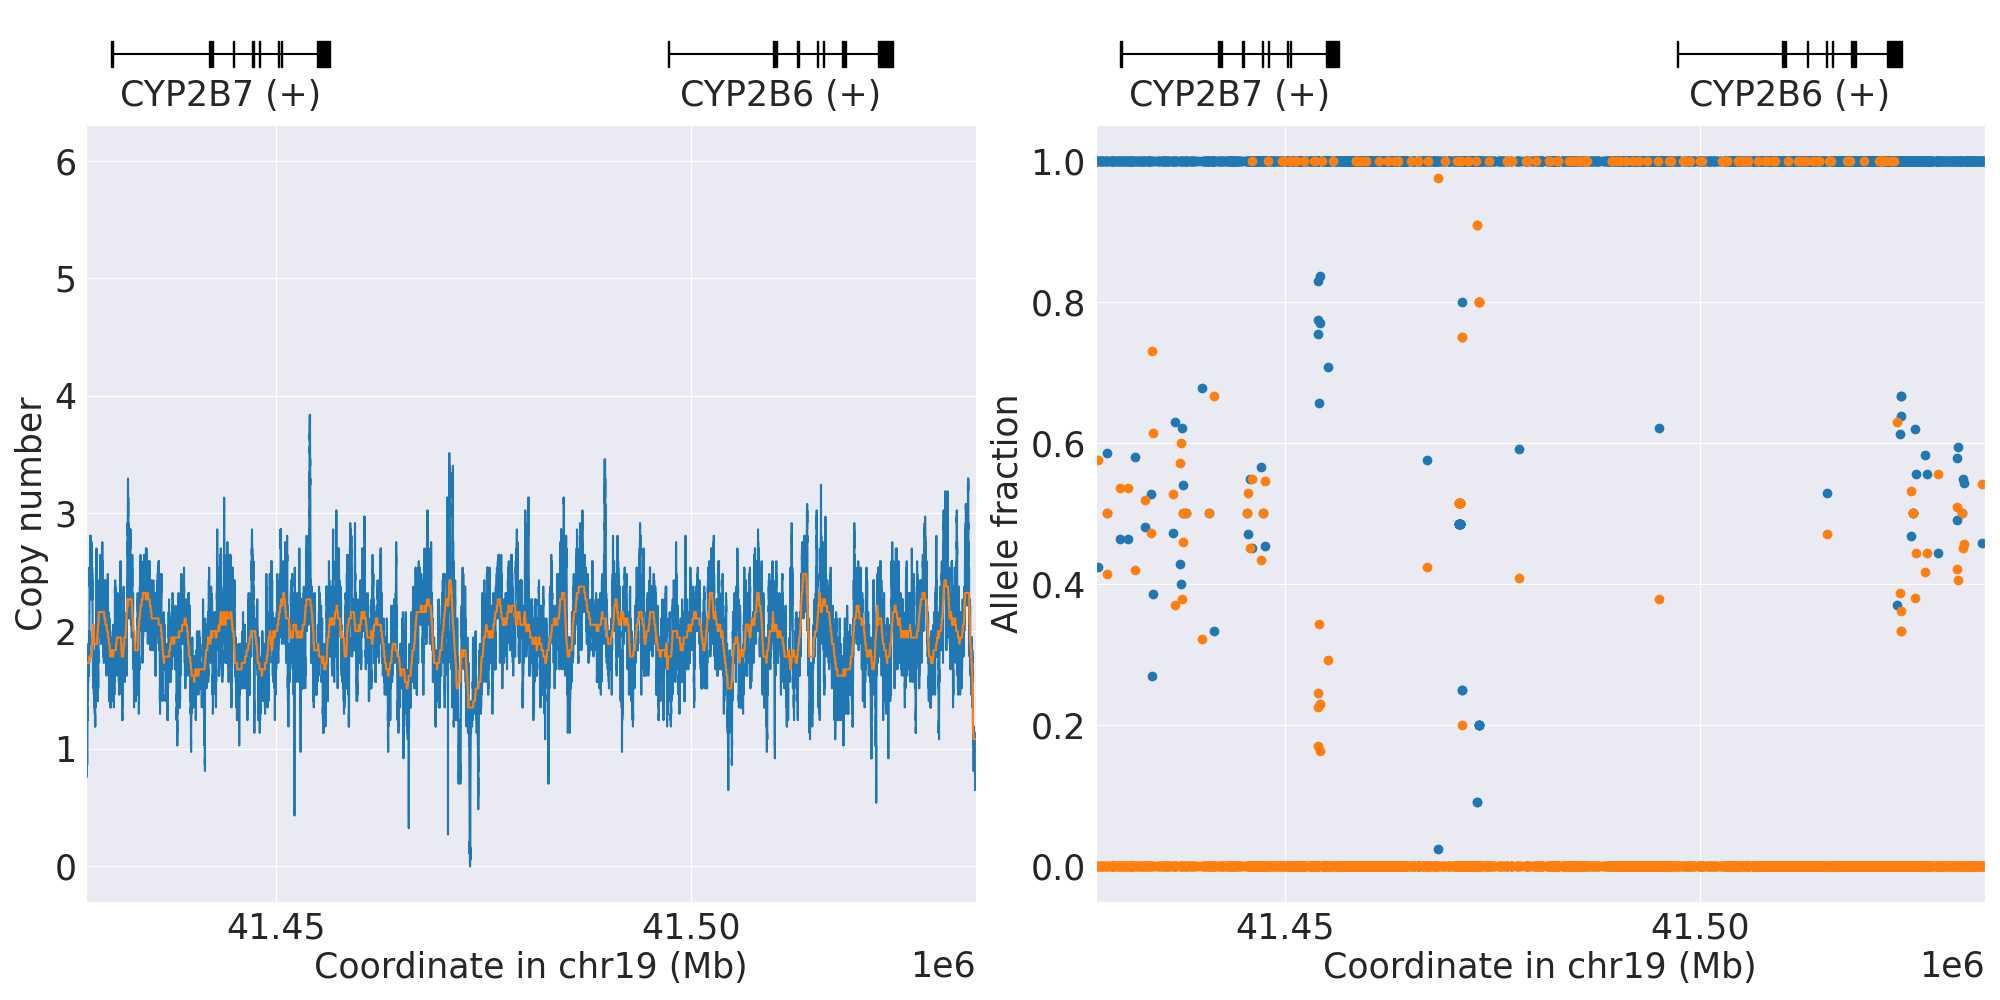 CYP2B7 (+)
CYP2B6 (+)
CYP2B7 (+)
CYP2B6 (+)
Copy number
6
5
4
3
2
1
0
41.45
41.50
Coordinate in chr19 (Mb)
1e6
Allele fraction
1.0
0.8
0.6
0.4
0.2
0.0
41.45
41.50
Coordinate in chr19 (Mb)
1e6